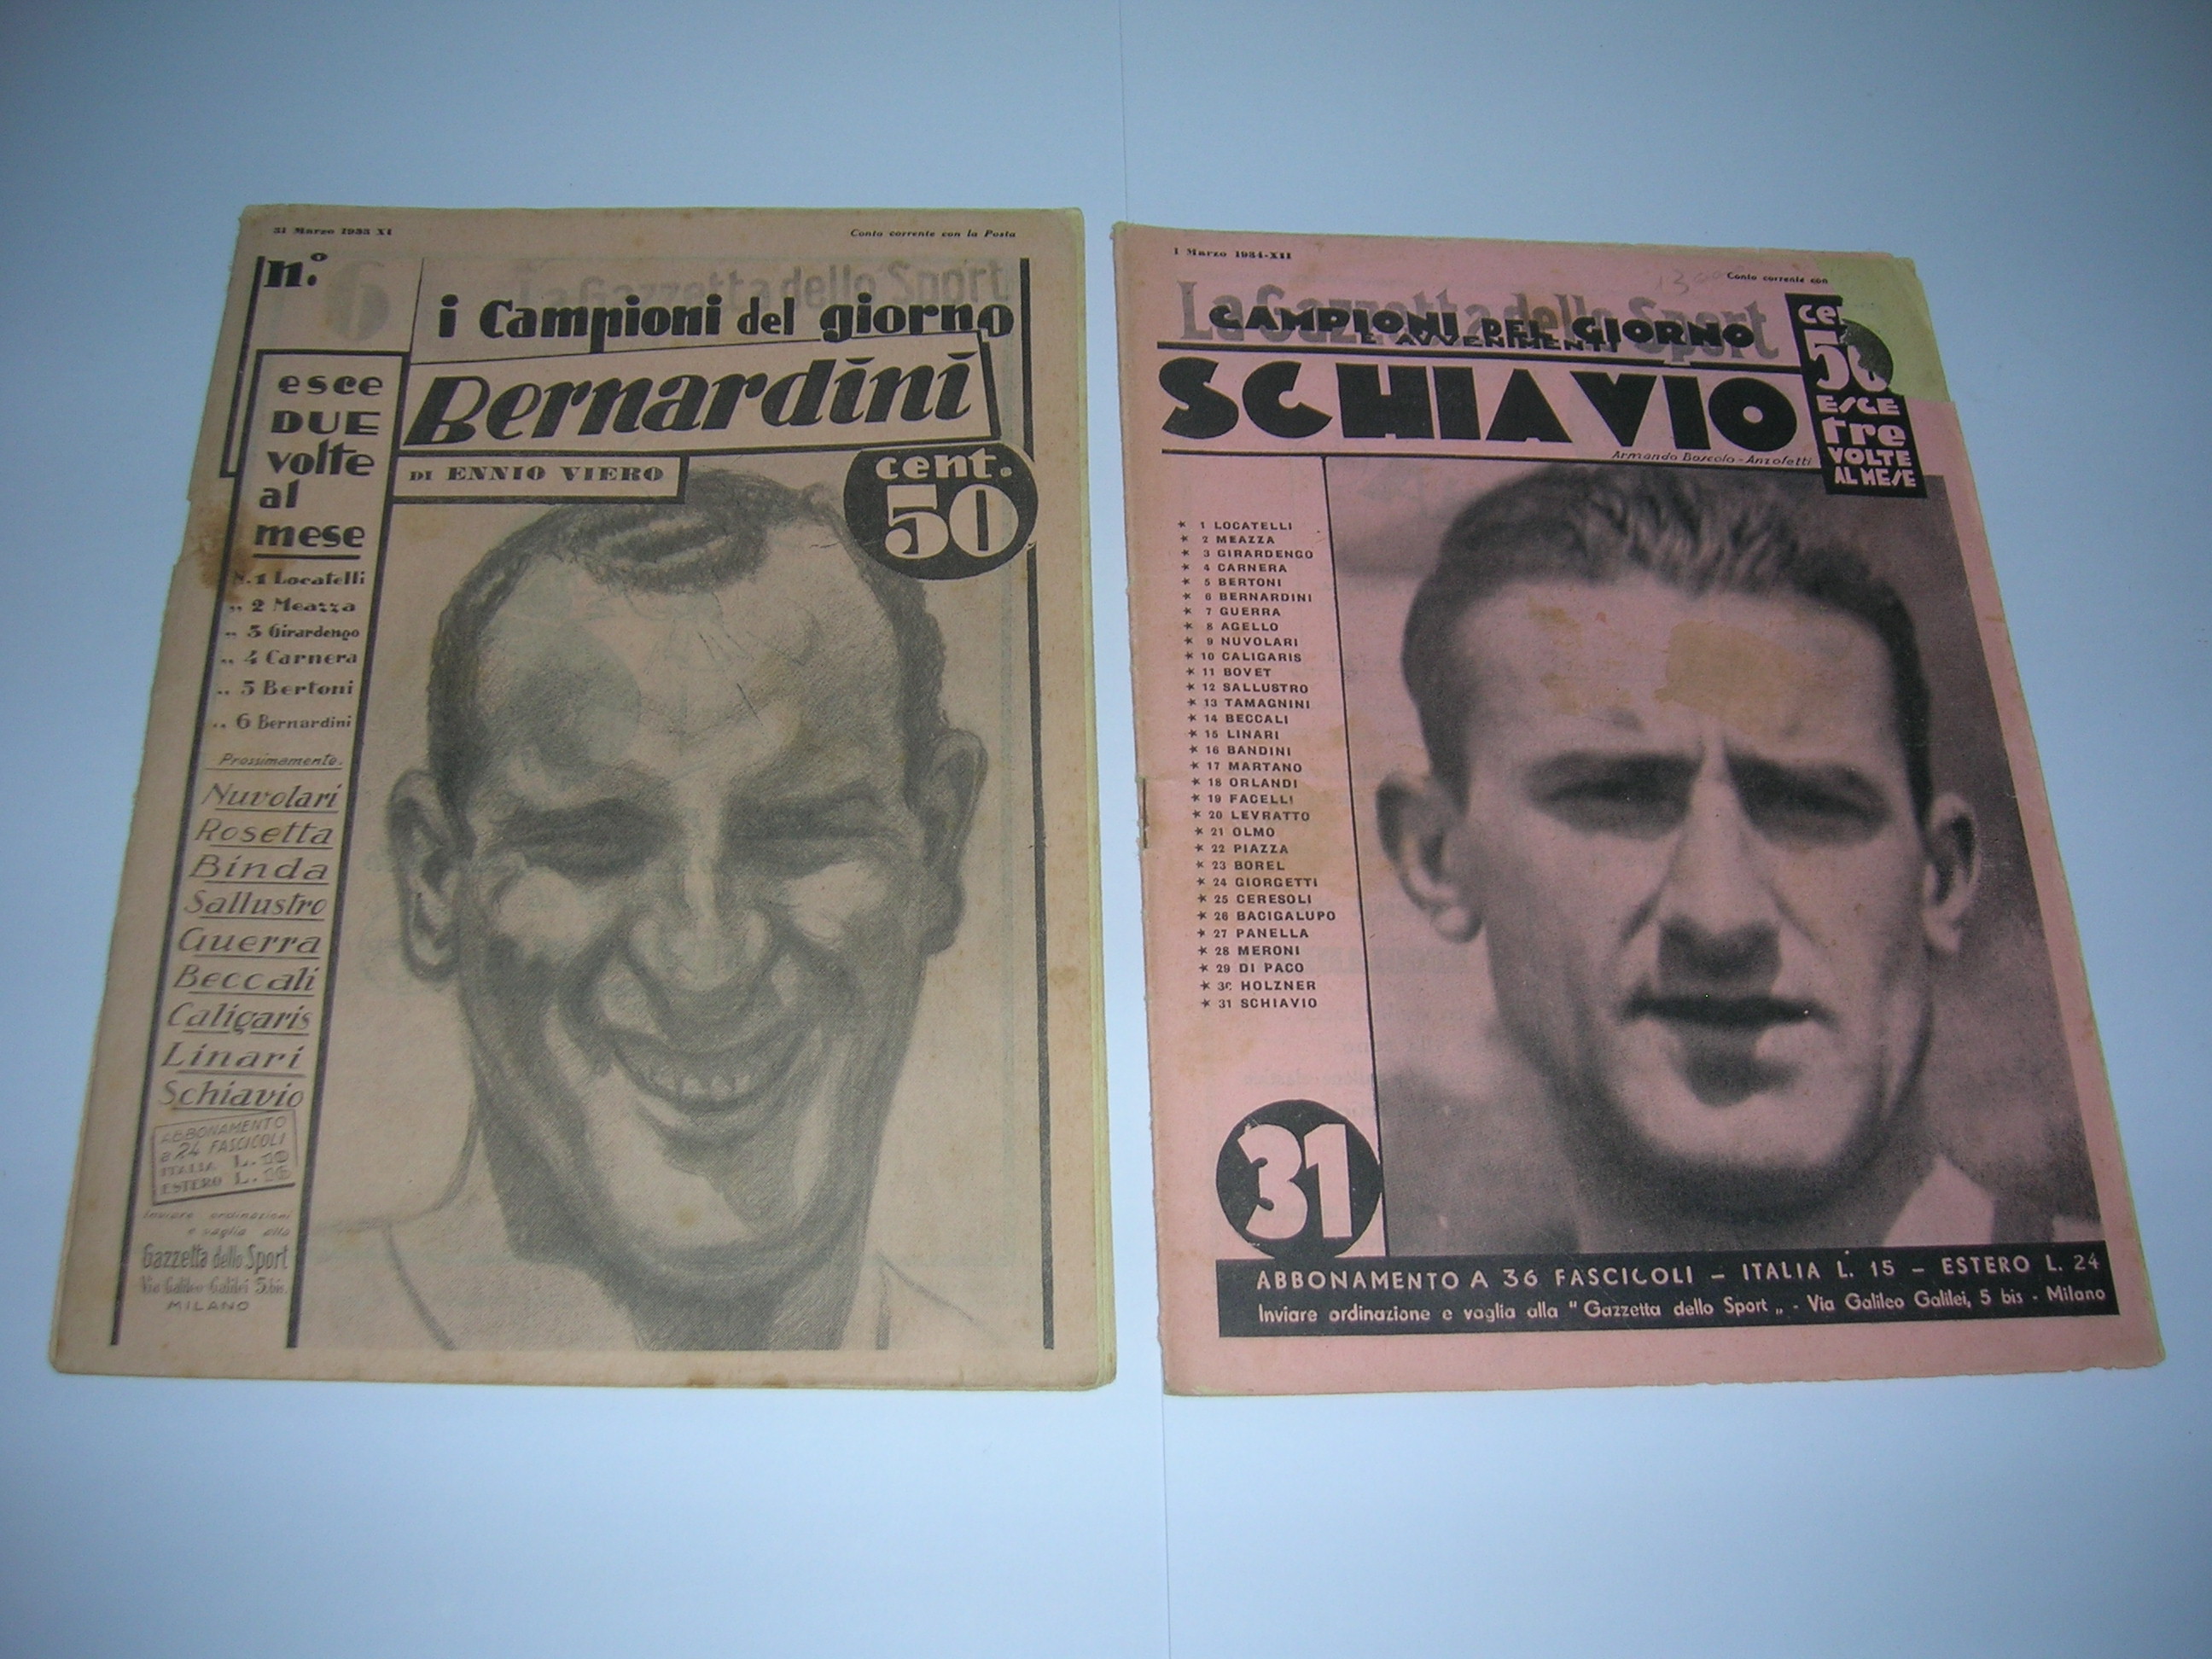 31 Marzo 1933 XI
Conto corrente con la Posta
n.° 6
La Gazzetta dello Sport
i Campioni del giorno
Bernardini
DI ENNIO VIERO
cent.
50
esce
DUE
volte
al
mese
N. 1 Locatelli
„ 2 Meazza
„ 3 Girardengo
„ 4 Carnera
„ 5 Bertoni
„ 6 Bernardini
Prossimamente:
Nuvolari
Rosetta
Binda
Sallustro
Guerra
Beccali
Caligaris
Linari
Schiavio
ABBONAMENTO
a 24 FASCICOLI
ITALIA L. 10
ESTERO L. 16
Inviare ordinazioni
e vaglia alla
Gazzetta dello Sport
Via Galileo Galilei 5 bis.
MILANO
1 Marzo 1934-XII
Conto corrente con
La Gazzetta dello Sport
CAMPIONI DEL GIORNO
E AVVENIMENTI
SCHIAVIO
Armando Boscolo-Anzoletti
50
ESCE
tre
VOLTE
AL MESE
★ 1 LOCATELLI
★ 2 MEAZZA
★ 3 GIRARDENGO
★ 4 CARNERA
★ 5 BERTONI
★ 6 BERNARDINI
★ 7 GUERRA
★ 8 AGELLO
★ 9 NUVOLARI
★ 10 CALIGARIS
★ 11 BOVET
★ 12 SALLUSTRO
★ 13 TAMAGNINI
★ 14 BECCALI
★ 15 LINARI
★ 16 BANDINI
★ 17 MARTANO
★ 18 ORLANDI
★ 19 FACELLI
★ 20 LEVRATTO
★ 21 OLMO
★ 22 PIAZZA
★ 23 BOREL
★ 24 GIORGETTI
★ 25 CERESOLI
★ 26 BACIGALUPO
★ 27 PANELLA
★ 28 MERONI
★ 29 DI PACO
★ 30 HOLZNER
★ 31 SCHIAVIO
31
ABBONAMENTO A 36 FASCICOLI – ITALIA L. 15 – ESTERO L. 24
Inviare ordinazione e vaglia alla "Gazzetta dello Sport„ - Via Galileo Galilei, 5 bis - Milano